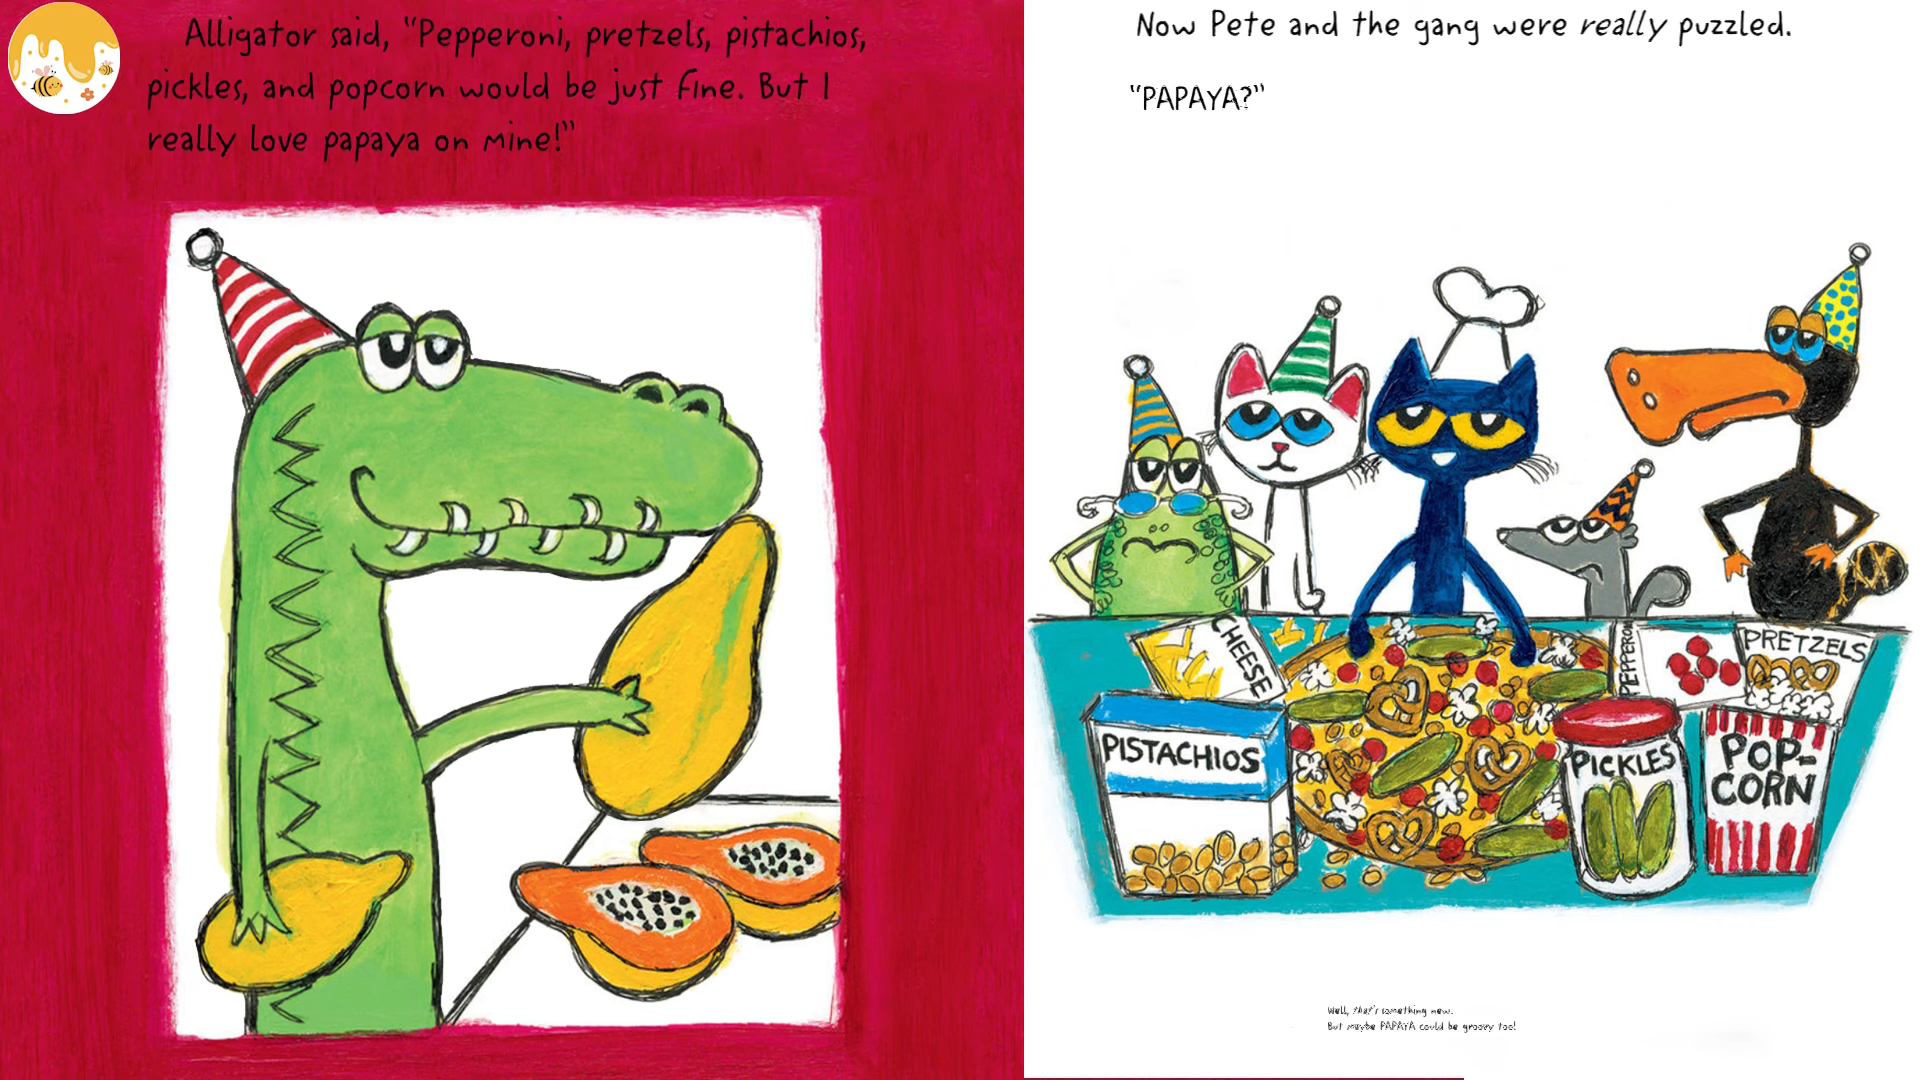 Alligator said, "Pepperoni, pretzels, pistachios,
pickles, and popcorn would be just fine. But I
really love papaya on mine!"
Now Pete and the gang were really puzzled.
"PAPAYA?"
CHEESE
PEPPERONI
PRETZELS
PISTACHIOS
PICKLES
POP-
CORN
Well, that's something new.
But maybe PAPAYA could be groovy too!